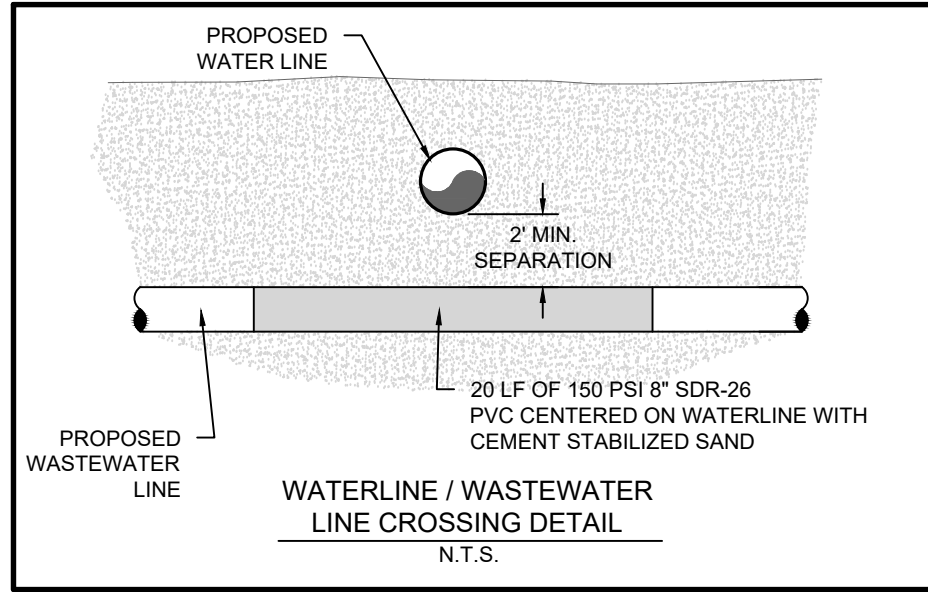 PROPOSED
WATER LINE
2' MIN.
SEPARATION
20 LF OF 150 PSI 8" SDR-26
PVC CENTERED ON WATERLINE WITH
CEMENT STABILIZED SAND
PROPOSED
WASTEWATER
LINE
WATERLINE / WASTEWATER
LINE CROSSING DETAIL
N.T.S.